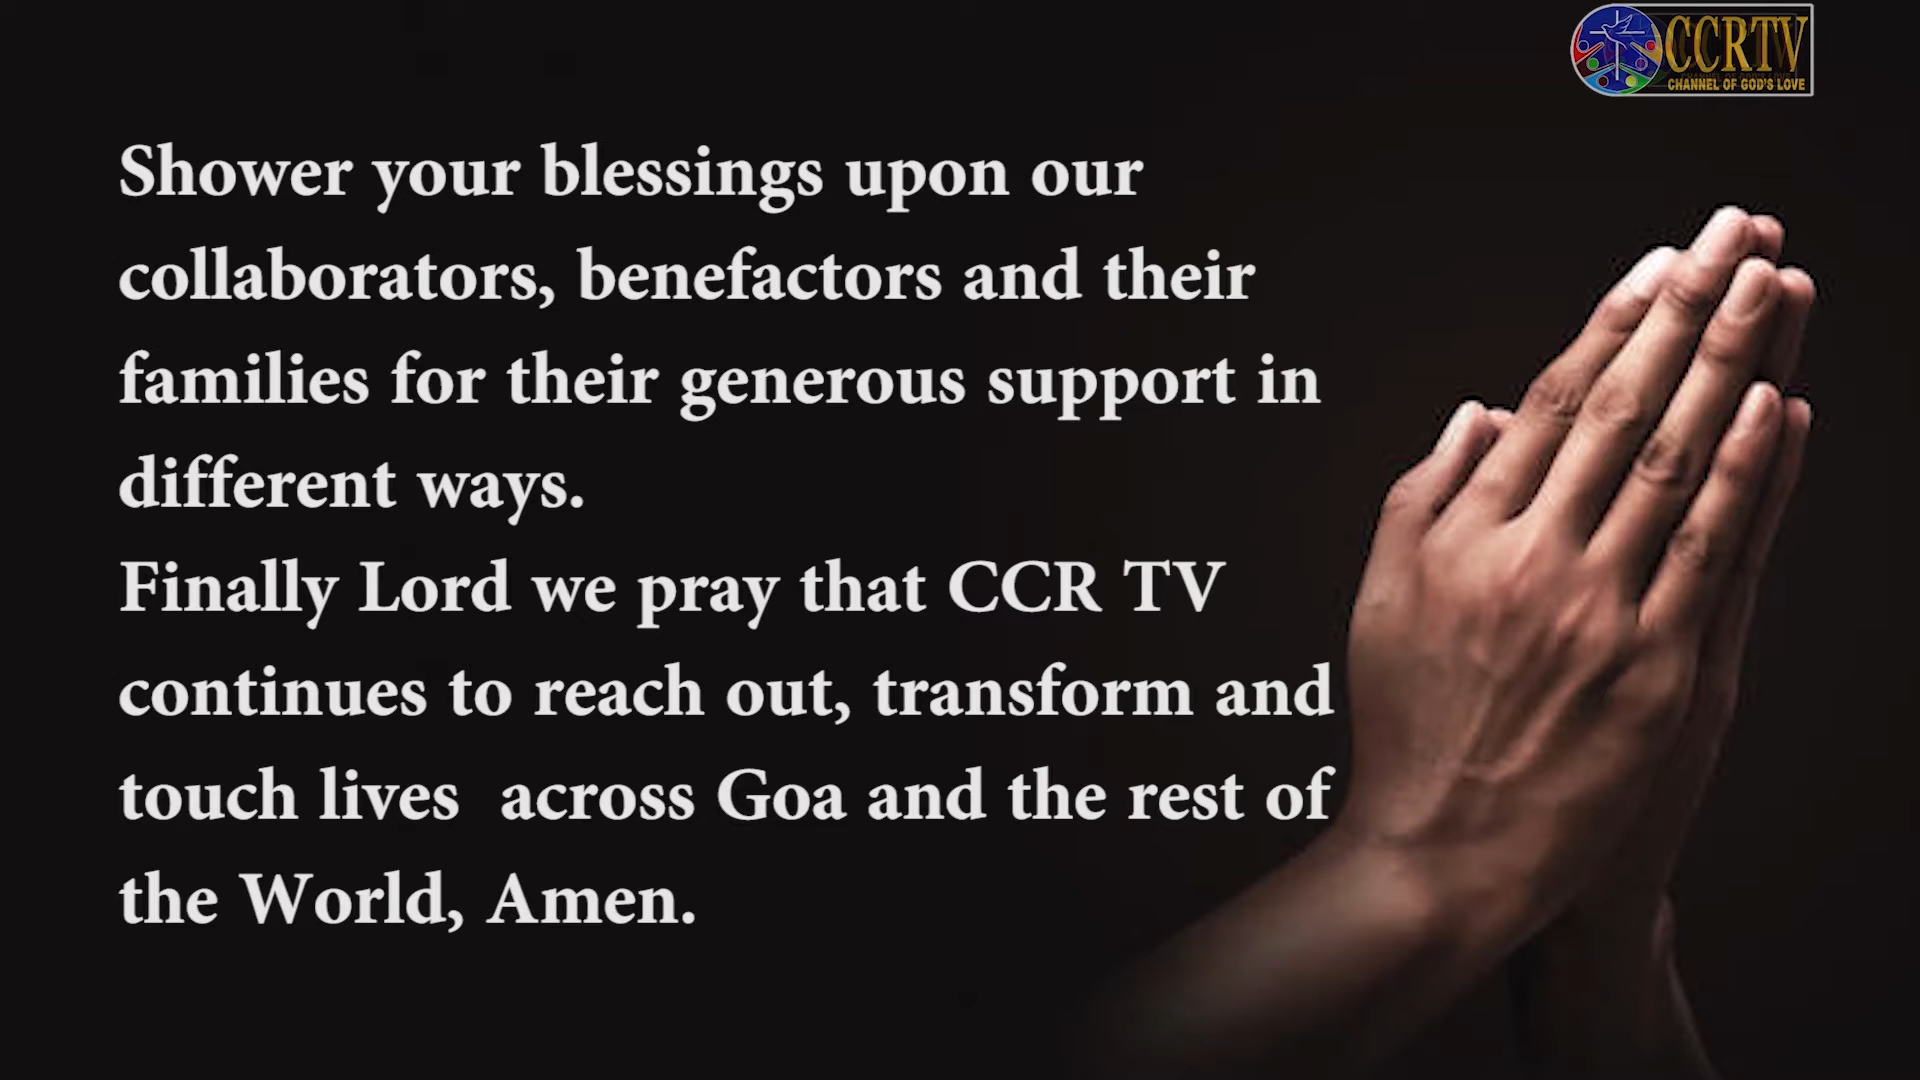 CCRTV
CHANNEL OF GOD'S LOVE
Shower your blessings upon our
collaborators, benefactors and their
families for their generous support in
different ways.
Finally Lord we pray that CCR TV
continues to reach out, transform and
touch lives  across Goa and the rest of
the World, Amen.